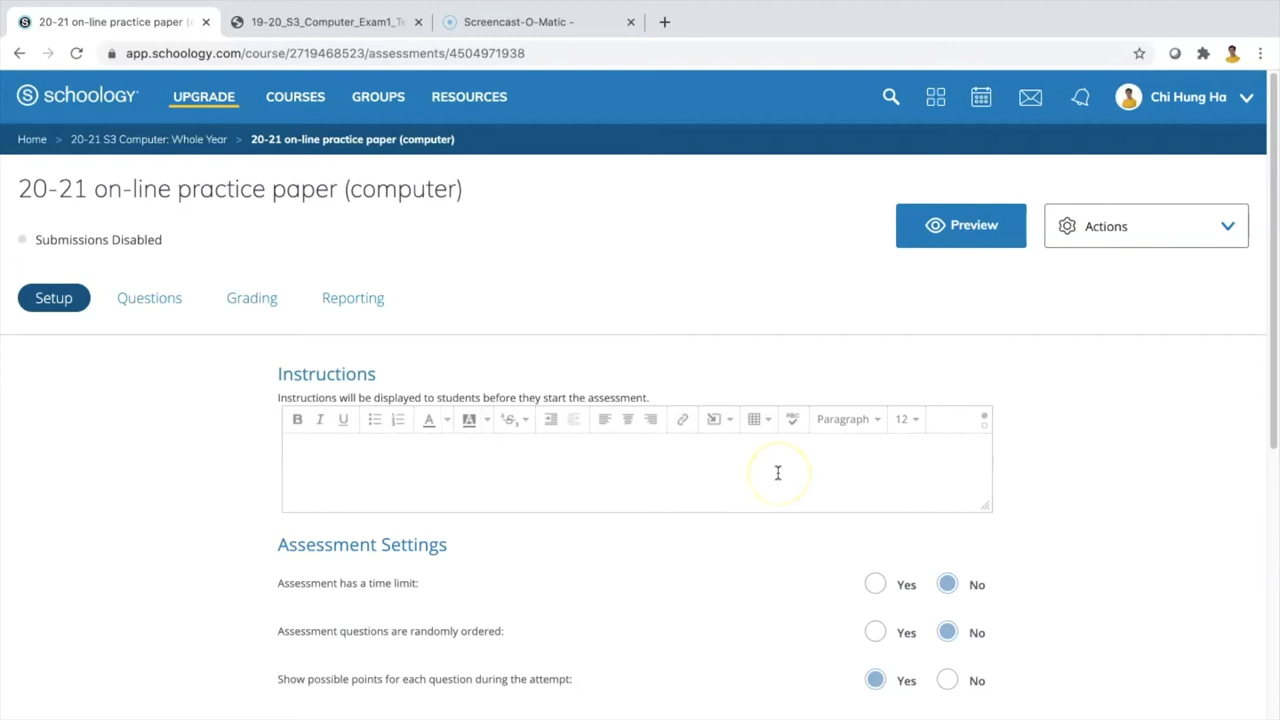 20-21 on-line practice paper (
19-20_S3_Computer_Exam1_Te
Screencast-O-Matic -
app.schoology.com/course/2719468523/assessments/4504971938
S schoology
UPGRADE
COURSES
GROUPS
RESOURCES
Chi Hung Ha
Home > 20-21 S3 Computer: Whole Year > 20-21 on-line practice paper (computer)
20-21 on-line practice paper (computer)
Preview
Actions
Submissions Disabled
Setup
Questions
Grading
Reporting
Instructions
Instructions will be displayed to students before they start the assessment.
B I U A A ABC Paragraph 12
Assessment Settings
Assessment has a time limit:
Yes
No
Assessment questions are randomly ordered:
Yes
No
Show possible points for each question during the attempt:
Yes
No